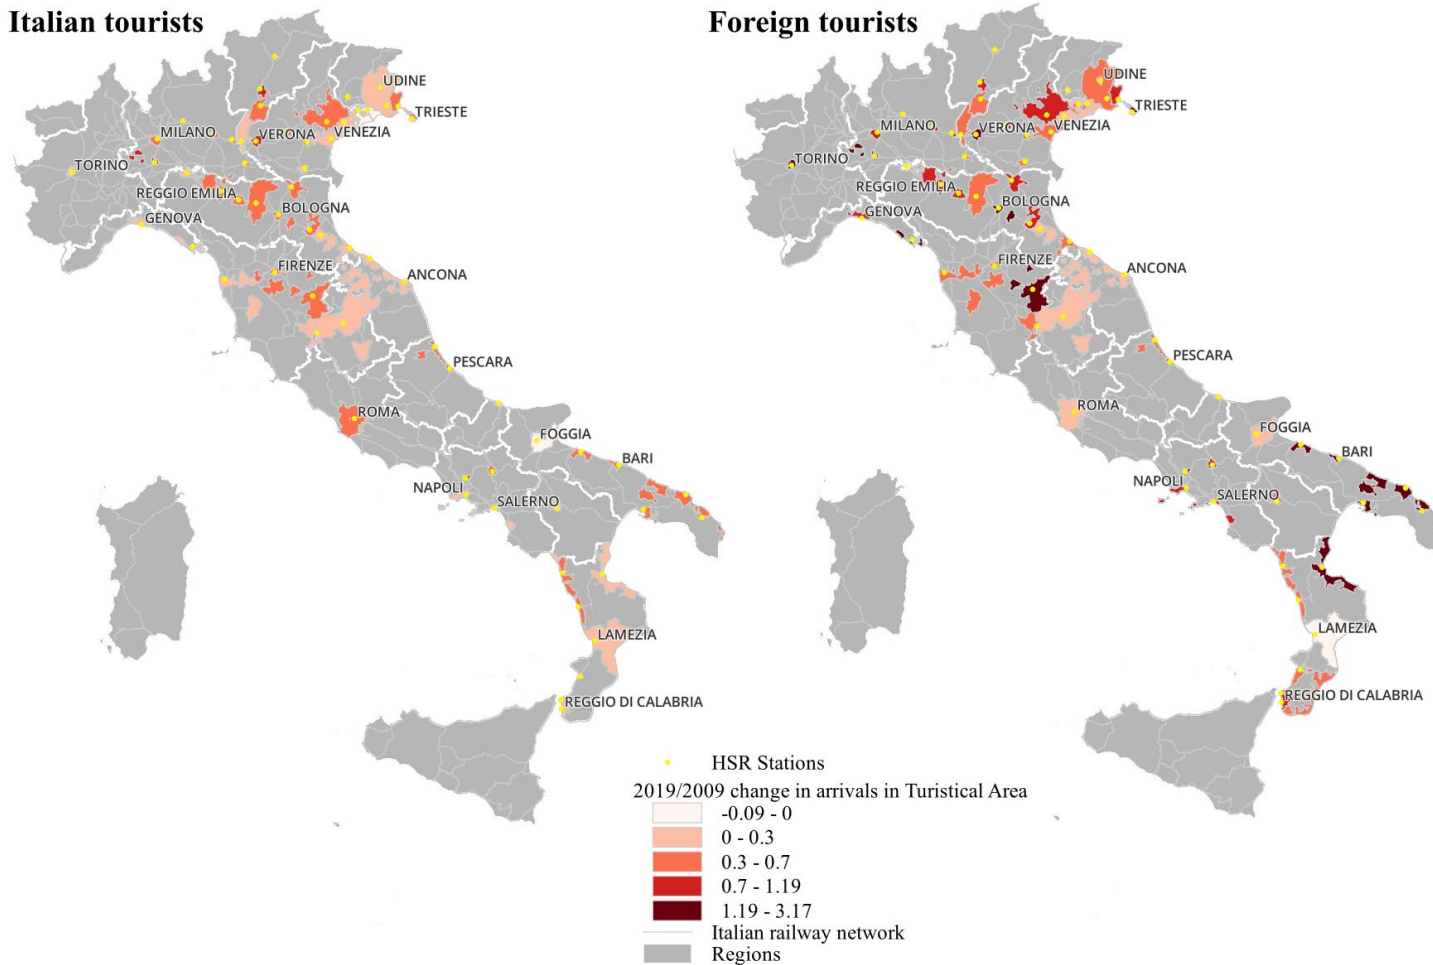 Italian tourists
Foreign tourists
UDINE
TRIESTE
MILANO
VERONA
VENEZIA
TORINO
REGGIO EMILIA
BOLOGNA
GENOVA
FIRENZE
ANCONA
PESCARA
ROMA
FOGGIA
BARI
NAPOLI
SALERNO
LAMEZIA
REGGIO DI CALABRIA
UDINE
TRIESTE
MILANO
VERONA
VENEZIA
TORINO
REGGIO EMILIA
BOLOGNA
GENOVA
FIRENZE
ANCONA
PESCARA
ROMA
FOGGIA
BARI
NAPOLI
SALERNO
LAMEZIA
REGGIO DI CALABRIA
HSR Stations
2019/2009 change in arrivals in Turistical Area
-0.09 - 0
0 - 0.3
0.3 - 0.7
0.7 - 1.19
1.19 - 3.17
Italian railway network
Regions